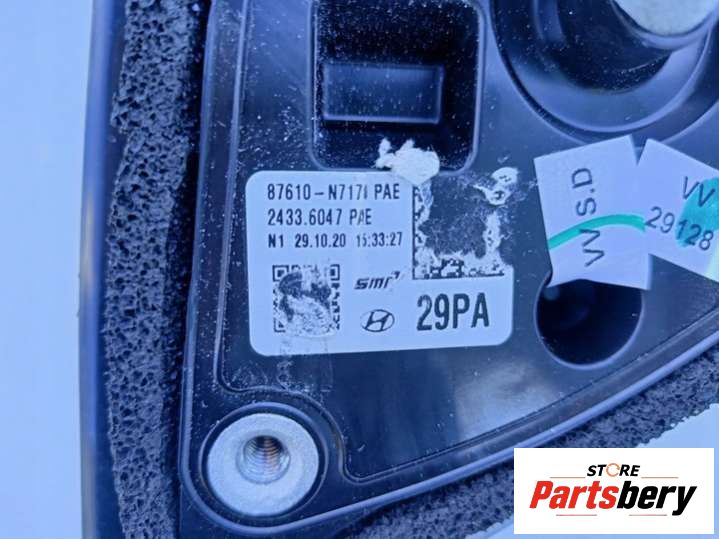 87610-N7171 PAE
2433.6047 PAE
N1 29.10.20 15:33:27
smr
29PA
VV S.D
VV
29128
STORE
Partsbery